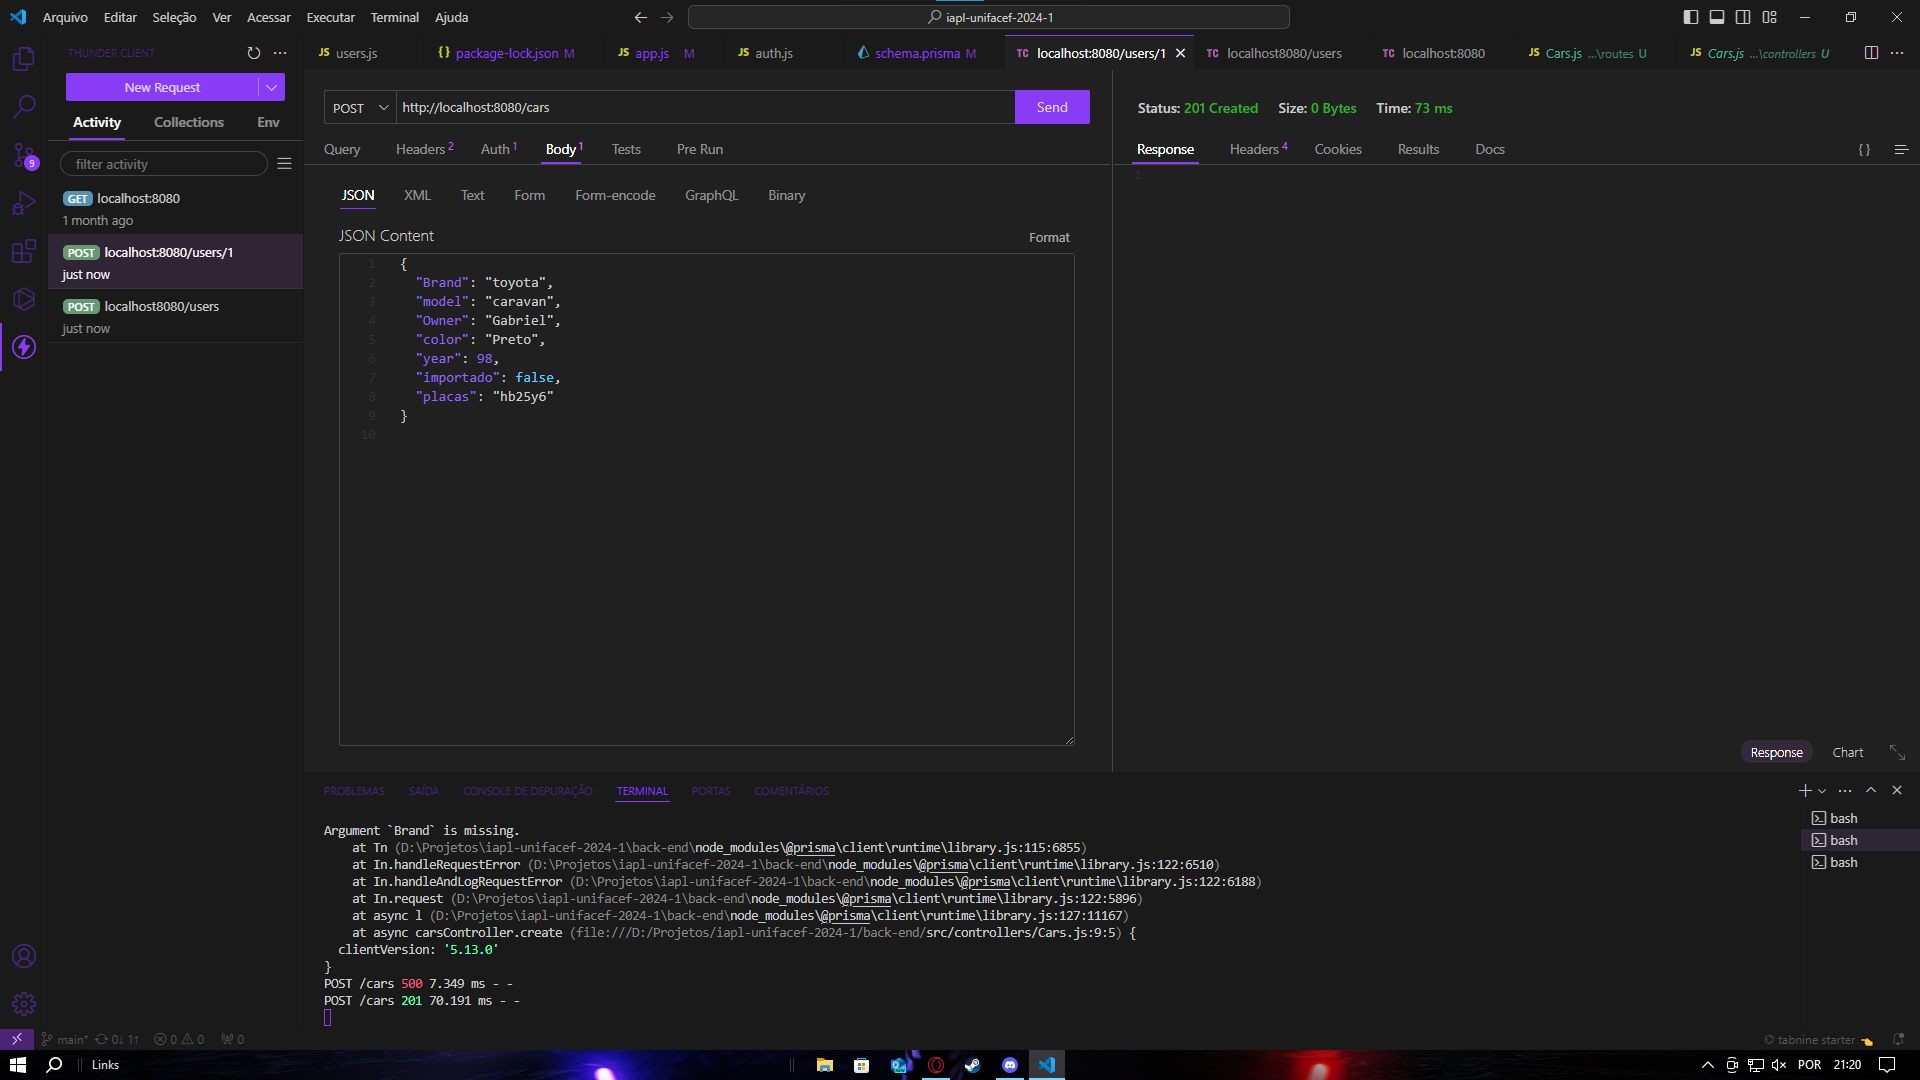 Arquivo Editar Seleção Ver Acessar Executar Terminal Ajuda
iapl-unifacef-2024-1
THUNDER CLIENT
JS users.js
{} package-lock.json M
JS app.js M
JS auth.js
schema.prisma M
TC localhost:8080/users/1
TC localhost8080/users
TC localhost:8080
JS Cars.js ...\routes U
JS Cars.js ...\controllers U
New Request
Activity Collections Env
filter activity
GET localhost:8080
1 month ago
POST localhost:8080/users/1
just now
POST localhost8080/users
just now
9
POST http://localhost:8080/cars Send
Query Headers 2 Auth 1 Body 1 Tests Pre Run
JSON XML Text Form Form-encode GraphQL Binary
JSON Content Format
1 {
2 "Brand": "toyota",
3 "model": "caravan",
4 "Owner": "Gabriel",
5 "color": "Preto",
6 "year": 98,
7 "importado": false,
8 "placas": "hb25y6"
9 }
10
Status: 201 Created Size: 0 Bytes Time: 73 ms
Response Headers 4 Cookies Results Docs { }
1
Response Chart
PROBLEMAS SAÍDA CONSOLE DE DEPURAÇÃO TERMINAL PORTAS COMENTÁRIOS
Argument `Brand` is missing.
at Tn (D:\Projetos\iapl-unifacef-2024-1\back-end\node_modules\@prisma\client\runtime\library.js:115:6855)
at In.handleRequestError (D:\Projetos\iapl-unifacef-2024-1\back-end\node_modules\@prisma\client\runtime\library.js:122:6510)
at In.handleAndLogRequestError (D:\Projetos\iapl-unifacef-2024-1\back-end\node_modules\@prisma\client\runtime\library.js:122:6188)
at In.request (D:\Projetos\iapl-unifacef-2024-1\back-end\node_modules\@prisma\client\runtime\library.js:122:5896)
at async l (D:\Projetos\iapl-unifacef-2024-1\back-end\node_modules\@prisma\client\runtime\library.js:127:11167)
at async carsController.create (file:///D:/Projetos/iapl-unifacef-2024-1/back-end/src/controllers/Cars.js:9:5) {
clientVersion: '5.13.0'
}
POST /cars 500 7.349 ms - -
POST /cars 201 70.191 ms - -
bash
bash
bash
main* 0↓ 1↑ 0 0 0
© tabnine starter
Links
POR 21:20